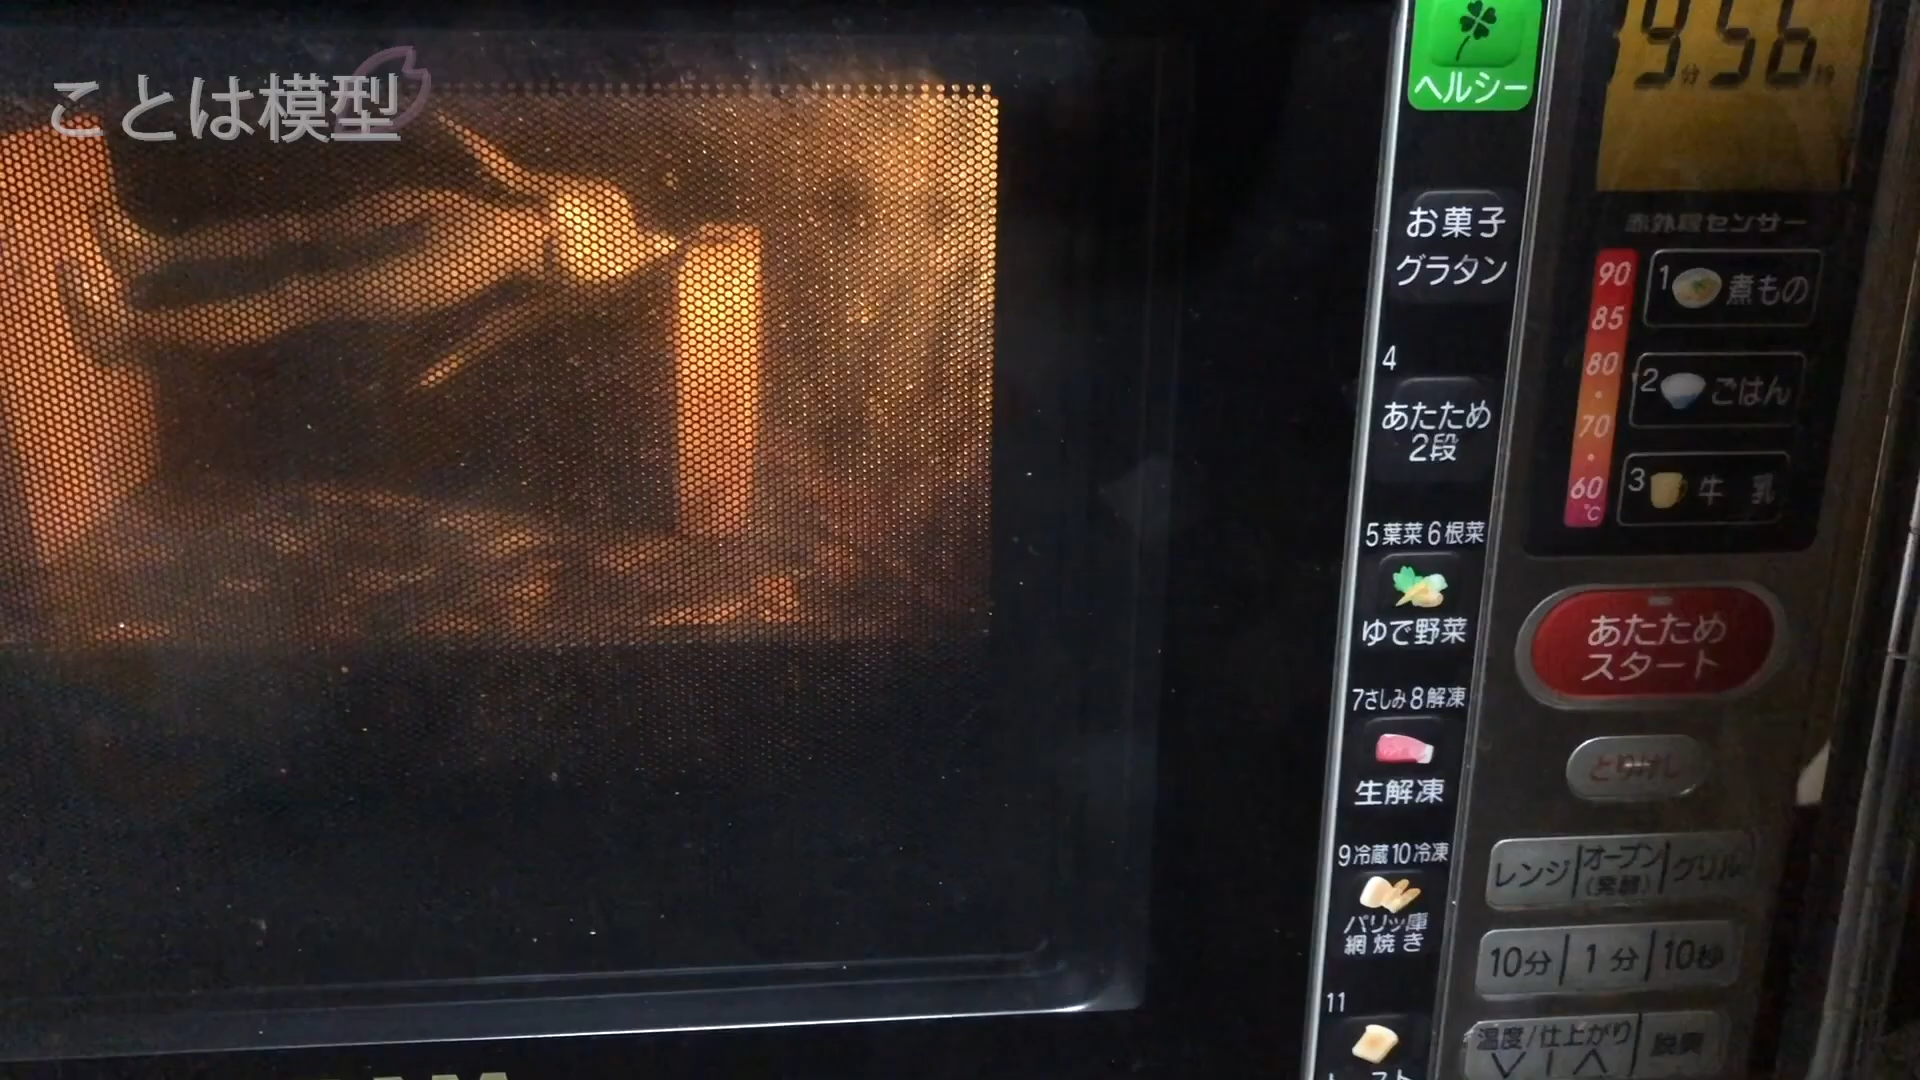 ことは模型
ヘルシー
9分56秒
お菓子
グラタン
4
あたため
2段
5葉菜6根菜
ゆで野菜
7さしみ8解凍
生解凍
9冷蔵10冷凍
パリッ庫
網焼き
11
赤外線センサー
90
85
80
70
60
℃
1 煮もの
2 ごはん
3 牛乳
あたため
スタート
とりけし
レンジ|オーブン(発酵)|グリル
10分|1分|10秒
温度/仕上がり|脱臭